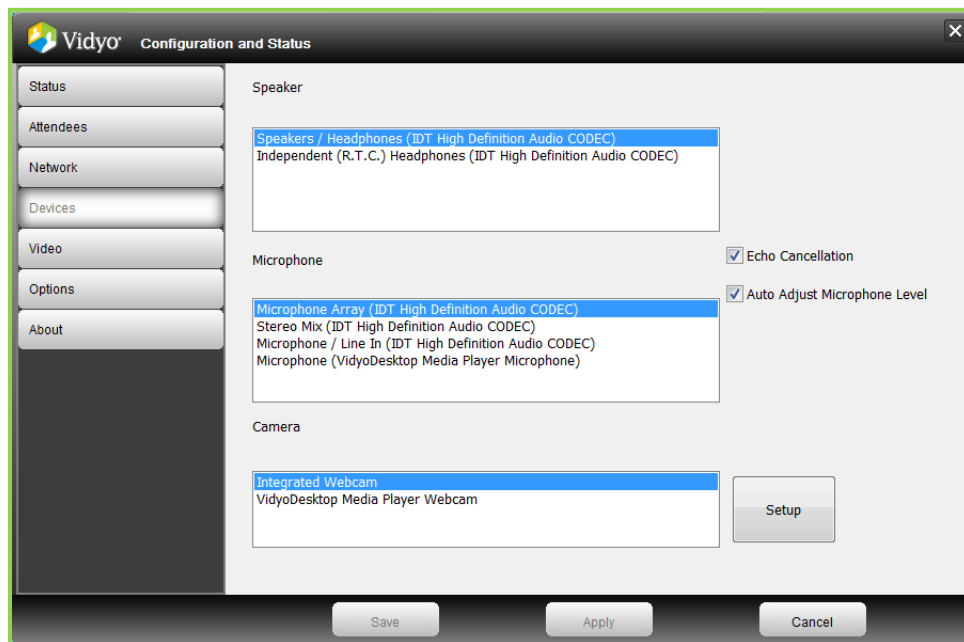 Vidyo Configuration and Status
Status
Attendees
Network
Devices
Video
Options
About
Speaker
Speakers / Headphones (IDT High Definition Audio CODEC)
Independent (R.T.C.) Headphones (IDT High Definition Audio CODEC)
Microphone
Echo Cancellation
Auto Adjust Microphone Level
Microphone Array (IDT High Definition Audio CODEC)
Stereo Mix (IDT High Definition Audio CODEC)
Microphone / Line In (IDT High Definition Audio CODEC)
Microphone (VidyoDesktop Media Player Microphone)
Camera
Integrated Webcam
VidyoDesktop Media Player Webcam
Setup
Save Apply Cancel